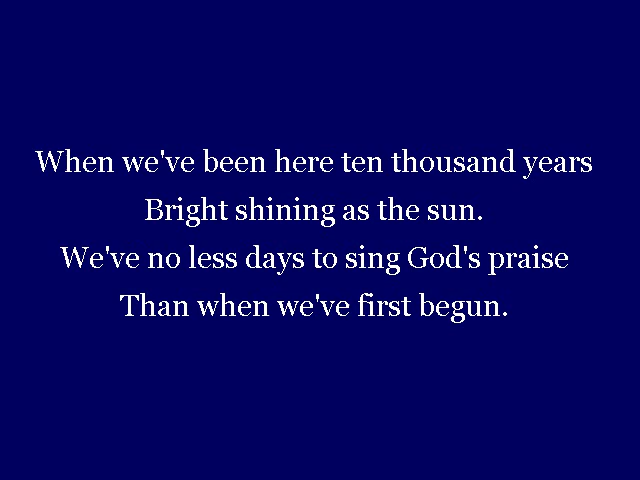 When we've been here ten thousand years
Bright shining as the sun.
We've no less days to sing God's praise
Than when we've first begun.